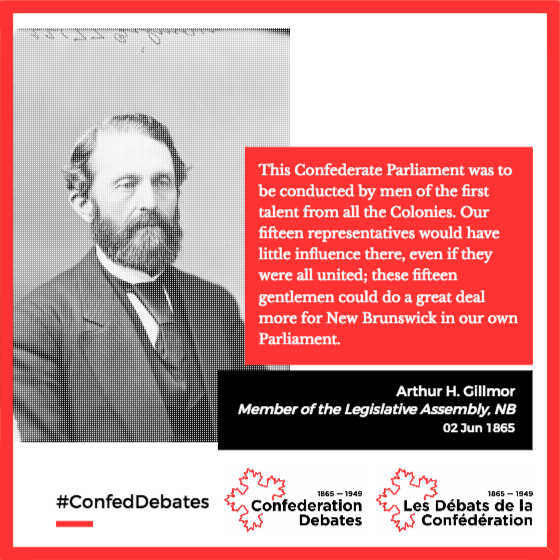 This Confederate Parliament was to
be conducted by men of the first
talent from all the Colonies. Our
fifteen representatives would have
little influence there, even if they
were all united; these fifteen
gentlemen could do a great deal
more for New Brunswick in our own
Parliament.
Arthur H. Gillmor
Member of the Legislative Assembly, NB
02 Jun 1865
#ConfedDebates
1865 — 1949
Confederation
Debates
1865 — 1949
Les Débats de la
Confédération